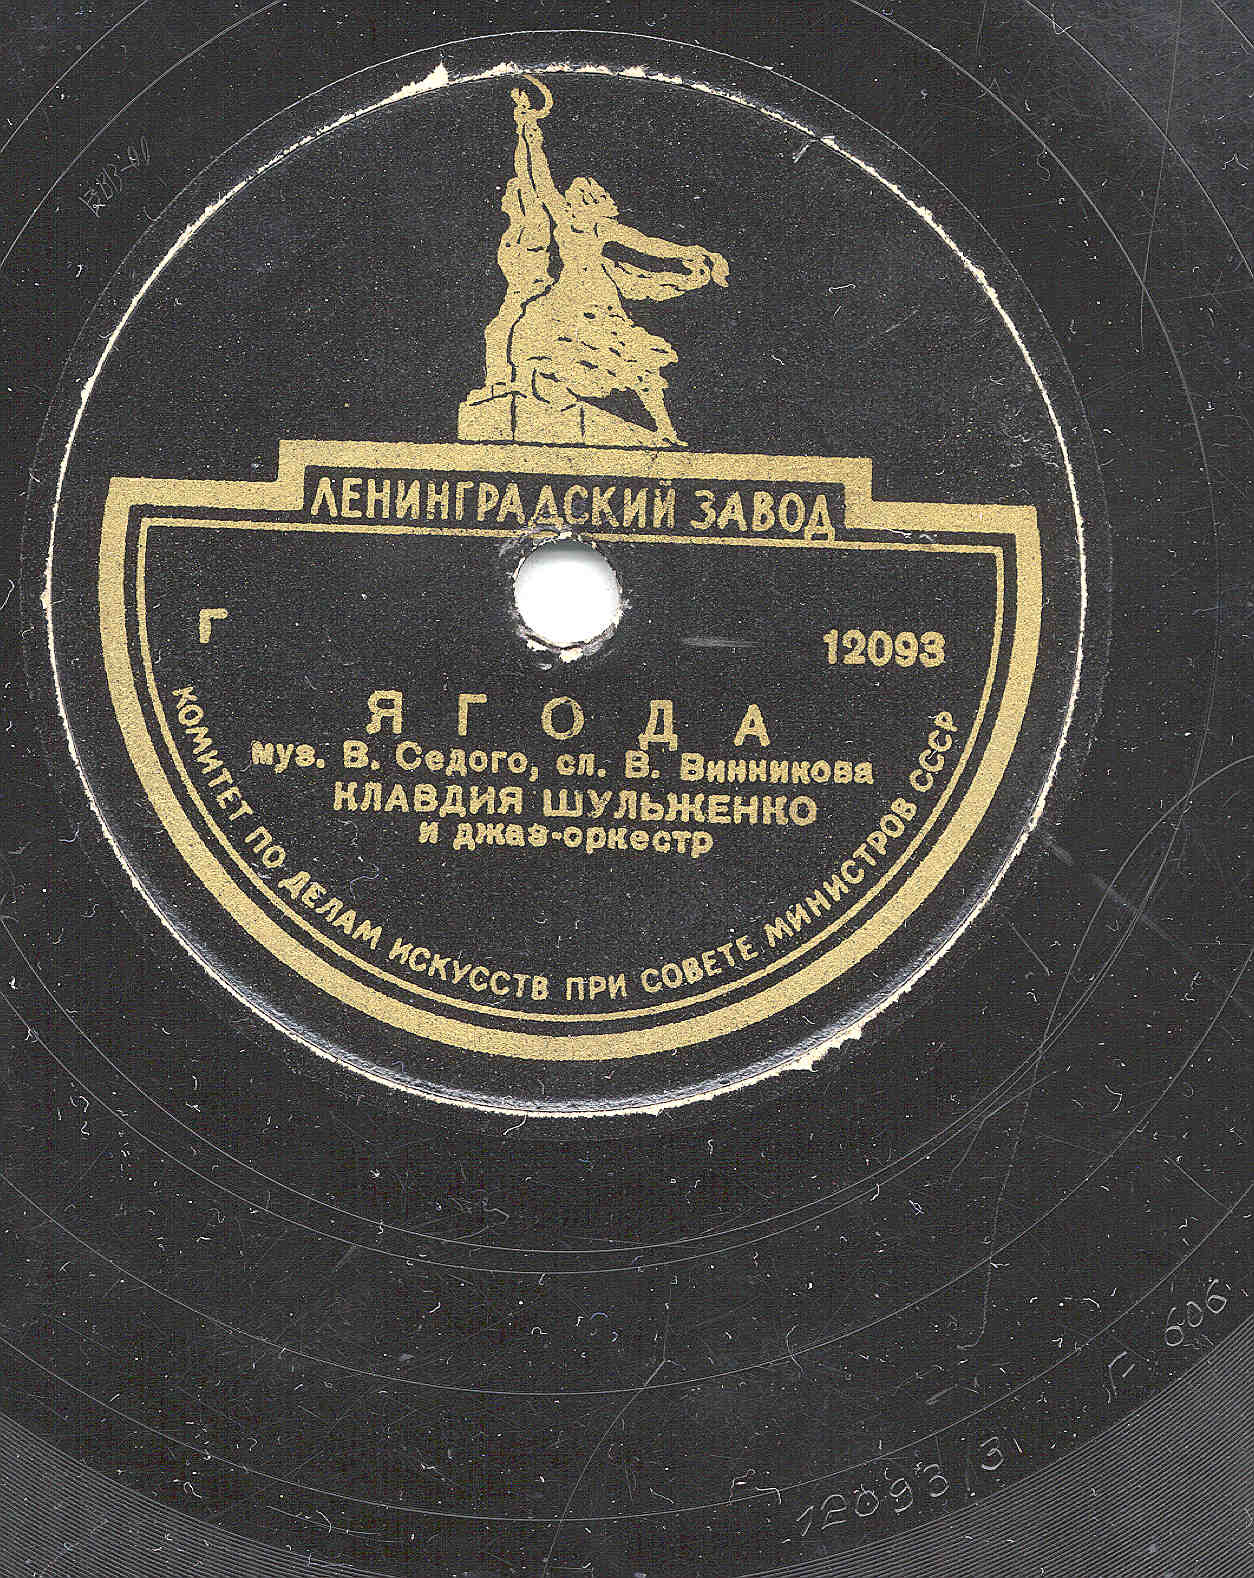 ЛЕНИНГРАДСКИЙ ЗАВОД
Г 12093
ЯГОДА
муз. В. Седого, сл. В. Винникова
КЛАВДИЯ ШУЛЬЖЕНКО
и джаз-оркестр
КОМИТЕТ ПО ДЕЛАМ ИСКУССТВ ПРИ СОВЕТЕ МИНИСТРОВ СССР
12093/3 Г 606